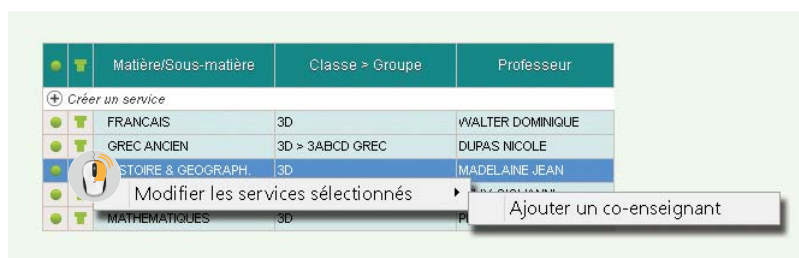 Matière/Sous-matière Classe > Groupe Professeur
Créer un service
FRANCAIS 3D WALTER DOMINIQUE
GREC ANCIEN 3D > 3ABCD GREC DUPAS NICOLE
STOIRE & GEOGRAPH. 3D MADELAINE JEAN
Modifier les services sélectionnés
Ajouter un co-enseignant
MATHEMATIQUES 3D